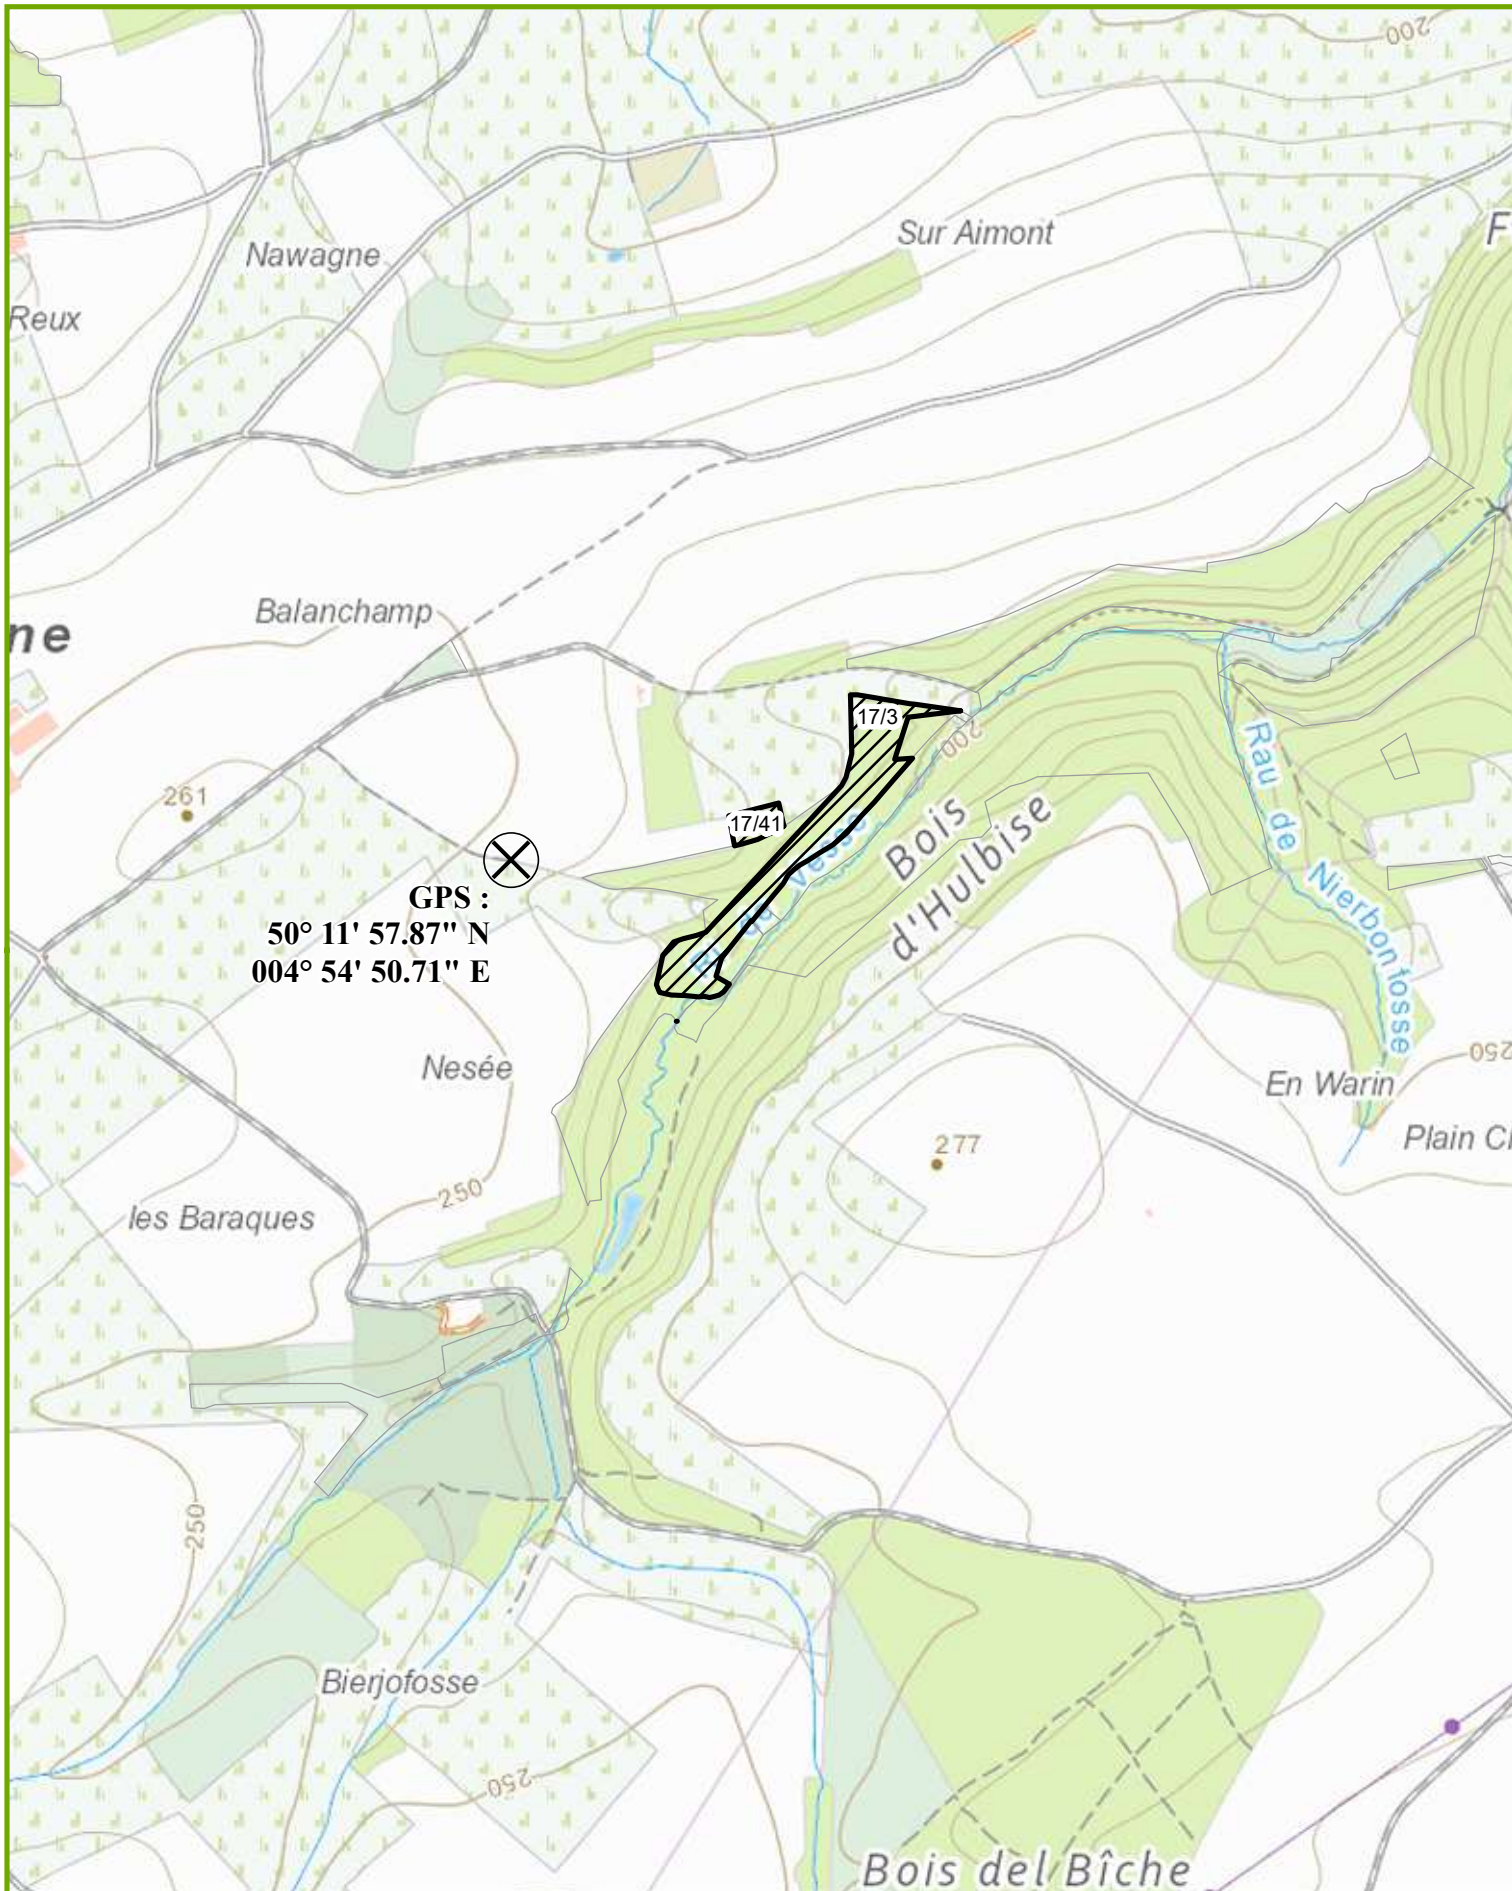 200
Nawagne
Sur Aimont
F
Reux
Balanchamp
ne
17/3
200
261
17/41
Bois
d'Hulbise
Rau de Nierbonfosse
GPS :
50° 11' 57.87" N
004° 54' 50.71" E
Nesée
250
En Warin
Plain
277
250
les Baraques
250
Bierjofosse
250
Bois del Bîche